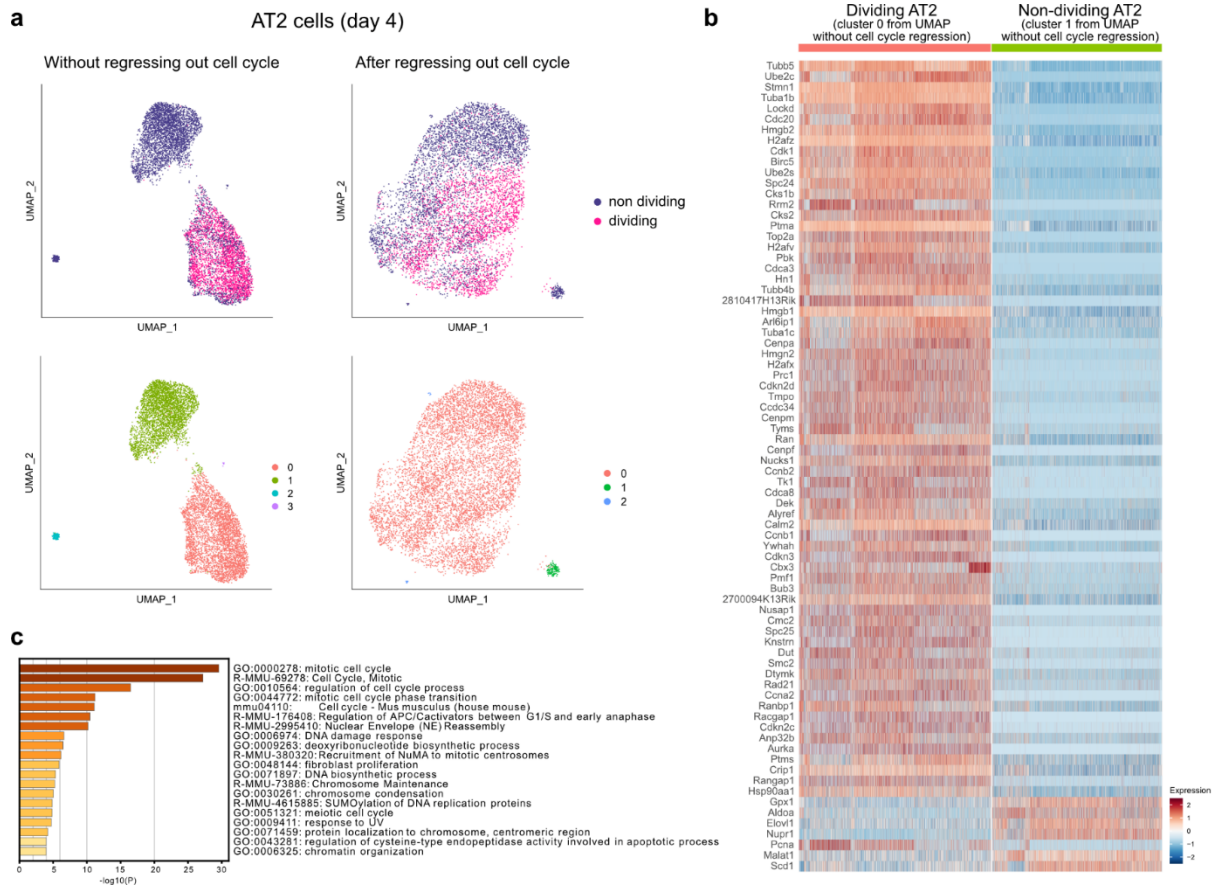 a
AT2 cells (day 4)
Without regressing out cell cycle
After regressing out cell cycle
UMAP_2
UMAP_1
UMAP_2
UMAP_1
non dividing
dividing
UMAP_2
UMAP_1
0
1
2
3
UMAP_2
UMAP_1
0
1
2
b
Dividing AT2
(cluster 0 from UMAP
without cell cycle regression)
Non-dividing AT2
(cluster 1 from UMAP
without cell cycle regression)
Tubb5
Ube2c
Stmn1
Tuba1b
Lockd
Cdc20
Hmgb2
H2afz
Cdk1
Birc5
Ube2s
Spc24
Cks1b
Rrm2
Cks2
Ptma
Top2a
H2afv
Pbk
Cdca3
Hn1
Tubb4b
2810417H13Rik
Hmgb1
Arl6ip1
Tuba1c
Cenpa
Hmgn2
H2afx
Prc1
Cdkn2d
Tmpo
Ccdc34
Cenpm
Tyms
Ran
Cenpf
Nucks1
Ccnb2
Tk1
Cdca8
Dek
Alyref
Calm2
Ccnb1
Ywhah
Cdkn3
Cbx3
Pmf1
Bub3
2700094K13Rik
Nusap1
Cmc2
Spc25
Knstrn
Dut
Smc2
Dtymk
Rad21
Ccna2
Ranbp1
Racgap1
Cdkn2c
Anp32b
Aurka
Ptms
Crip1
Rangap1
Hsp90aa1
Gpx1
Aldoa
Elovl1
Nupr1
Pcna
Malat1
Scd1
Expression
2
1
0
-1
-2
c
GO:0000278: mitotic cell cycle
R-MMU-69278: Cell Cycle, Mitotic
GO:0010564: regulation of cell cycle process
GO:0044772: mitotic cell cycle phase transition
mmu04110: Cell cycle - Mus musculus (house mouse)
R-MMU-176408: Regulation of APC/Cactivators between G1/S and early anaphase
R-MMU-2995410: Nuclear Envelope (NE) Reassembly
GO:0006974: DNA damage response
GO:0009263: deoxyribonucleotide biosynthetic process
R-MMU-380320: Recruitment of NuMA to mitotic centrosomes
GO:0048144: fibroblast proliferation
GO:0071897: DNA biosynthetic process
R-MMU-73886: Chromosome Maintenance
GO:0030261: chromosome condensation
R-MMU-4615885: SUMOylation of DNA replication proteins
GO:0051321: meiotic cell cycle
GO:0009411: response to UV
GO:0071459: protein localization to chromosome, centromeric region
GO:0043281: regulation of cysteine-type endopeptidase activity involved in apoptotic process
GO:0006325: chromatin organization
0 5 10 15 20 25 30
-log10(P)